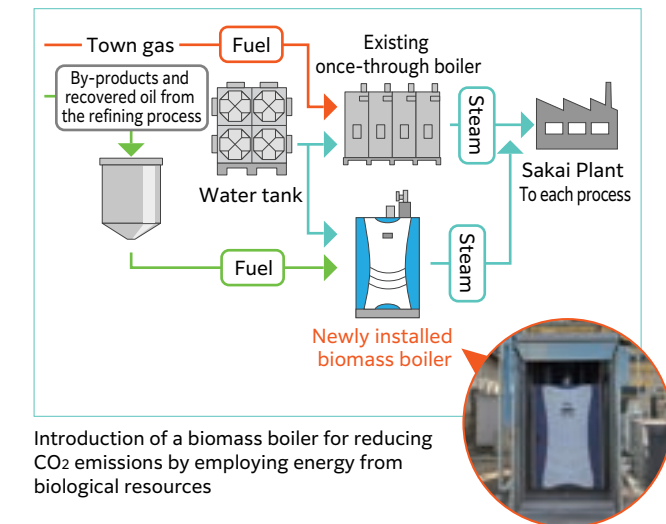 Town gas
Fuel
Existing
once-through boiler
By-products and
recovered oil from
the refining process
Steam
Water tank
Sakai Plant
To each process
Fuel
Steam
Newly installed
biomass boiler
Introduction of a biomass boiler for reducing
CO2 emissions by employing energy from
biological resources